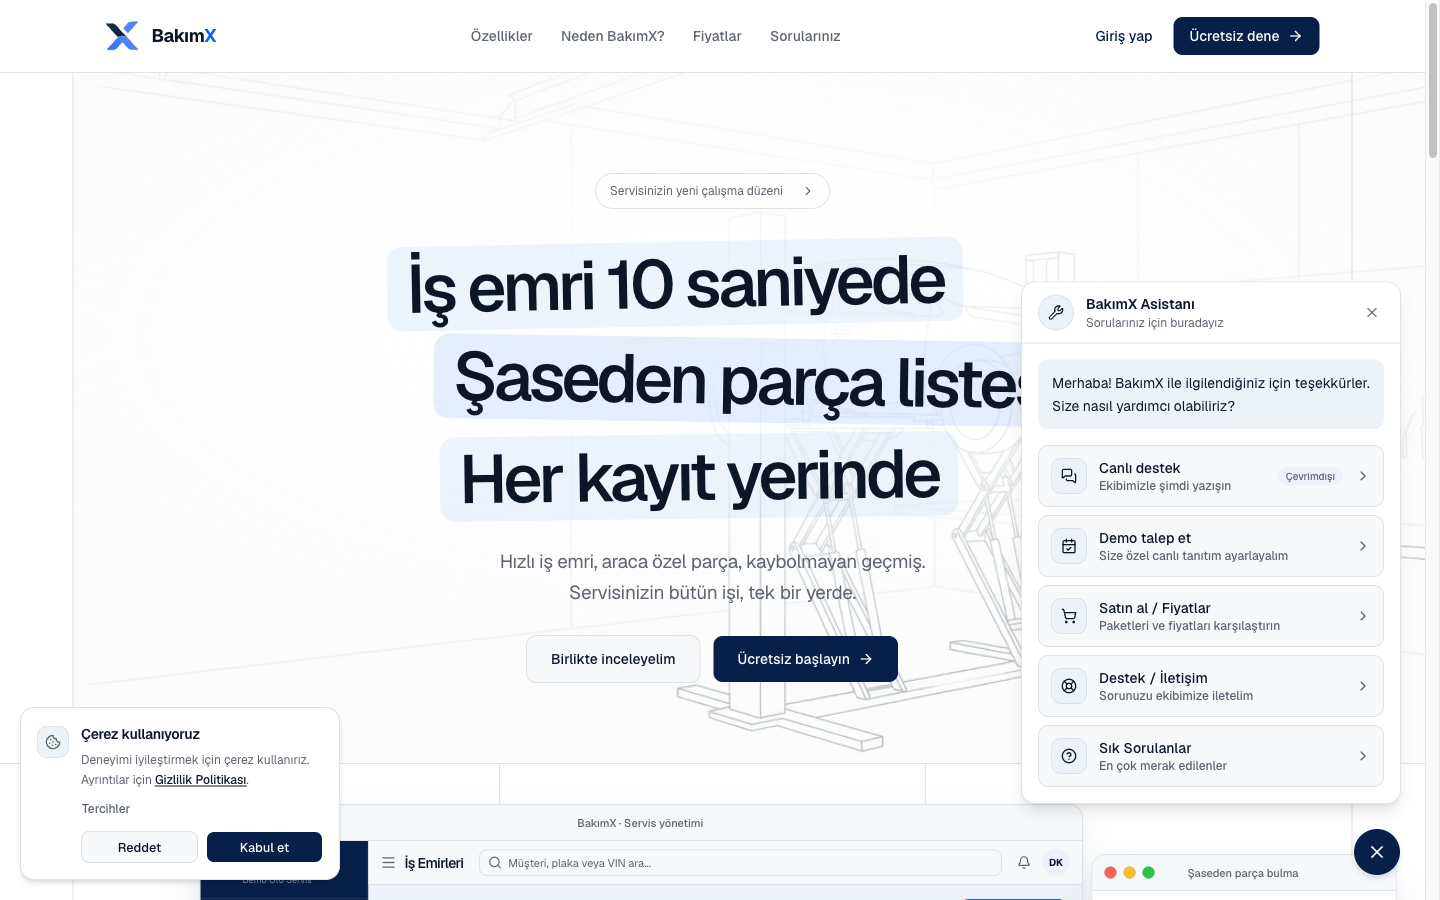 BakımX
Özellikler
Neden BakımX?
Fiyatlar
Sorularınız
Giriş yap
Ücretsiz dene
Servisinizin yeni çalışma düzeni
İş emri 10 saniyede
Şaseden parça
Her kayıt yerinde
Hızlı iş emri, araca özel parça, kaybolmayan geçmiş.
Servisinizin bütün işi, tek bir yerde.
Birlikte inceleyelim
Ücretsiz başlayın
BakımX Asistanı
Sorularınız için buradayız
Merhaba! BakımX ile ilgilendiğiniz için teşekkürler.
Size nasıl yardımcı olabiliriz?
Canlı destek
Ekibimizle şimdi yazışın
Çevrimdışı
Demo talep et
Size özel canlı tanıtım ayarlayalım
Satın al / Fiyatlar
Paketleri ve fiyatları karşılaştırın
Destek / İletişim
Sorunuzu ekibimize iletelim
Sık Sorulanlar
En çok merak edilenler
Çerez kullanıyoruz
Deneyimi iyileştirmek için çerez kullanırız.
Ayrıntılar için Gizlilik Politikası.
Tercihler
Reddet
Kabul et
BakımX · Servis yönetimi
İş Emirleri
Müşteri, plaka veya VIN ara...
DK
Şaseden parça bulma